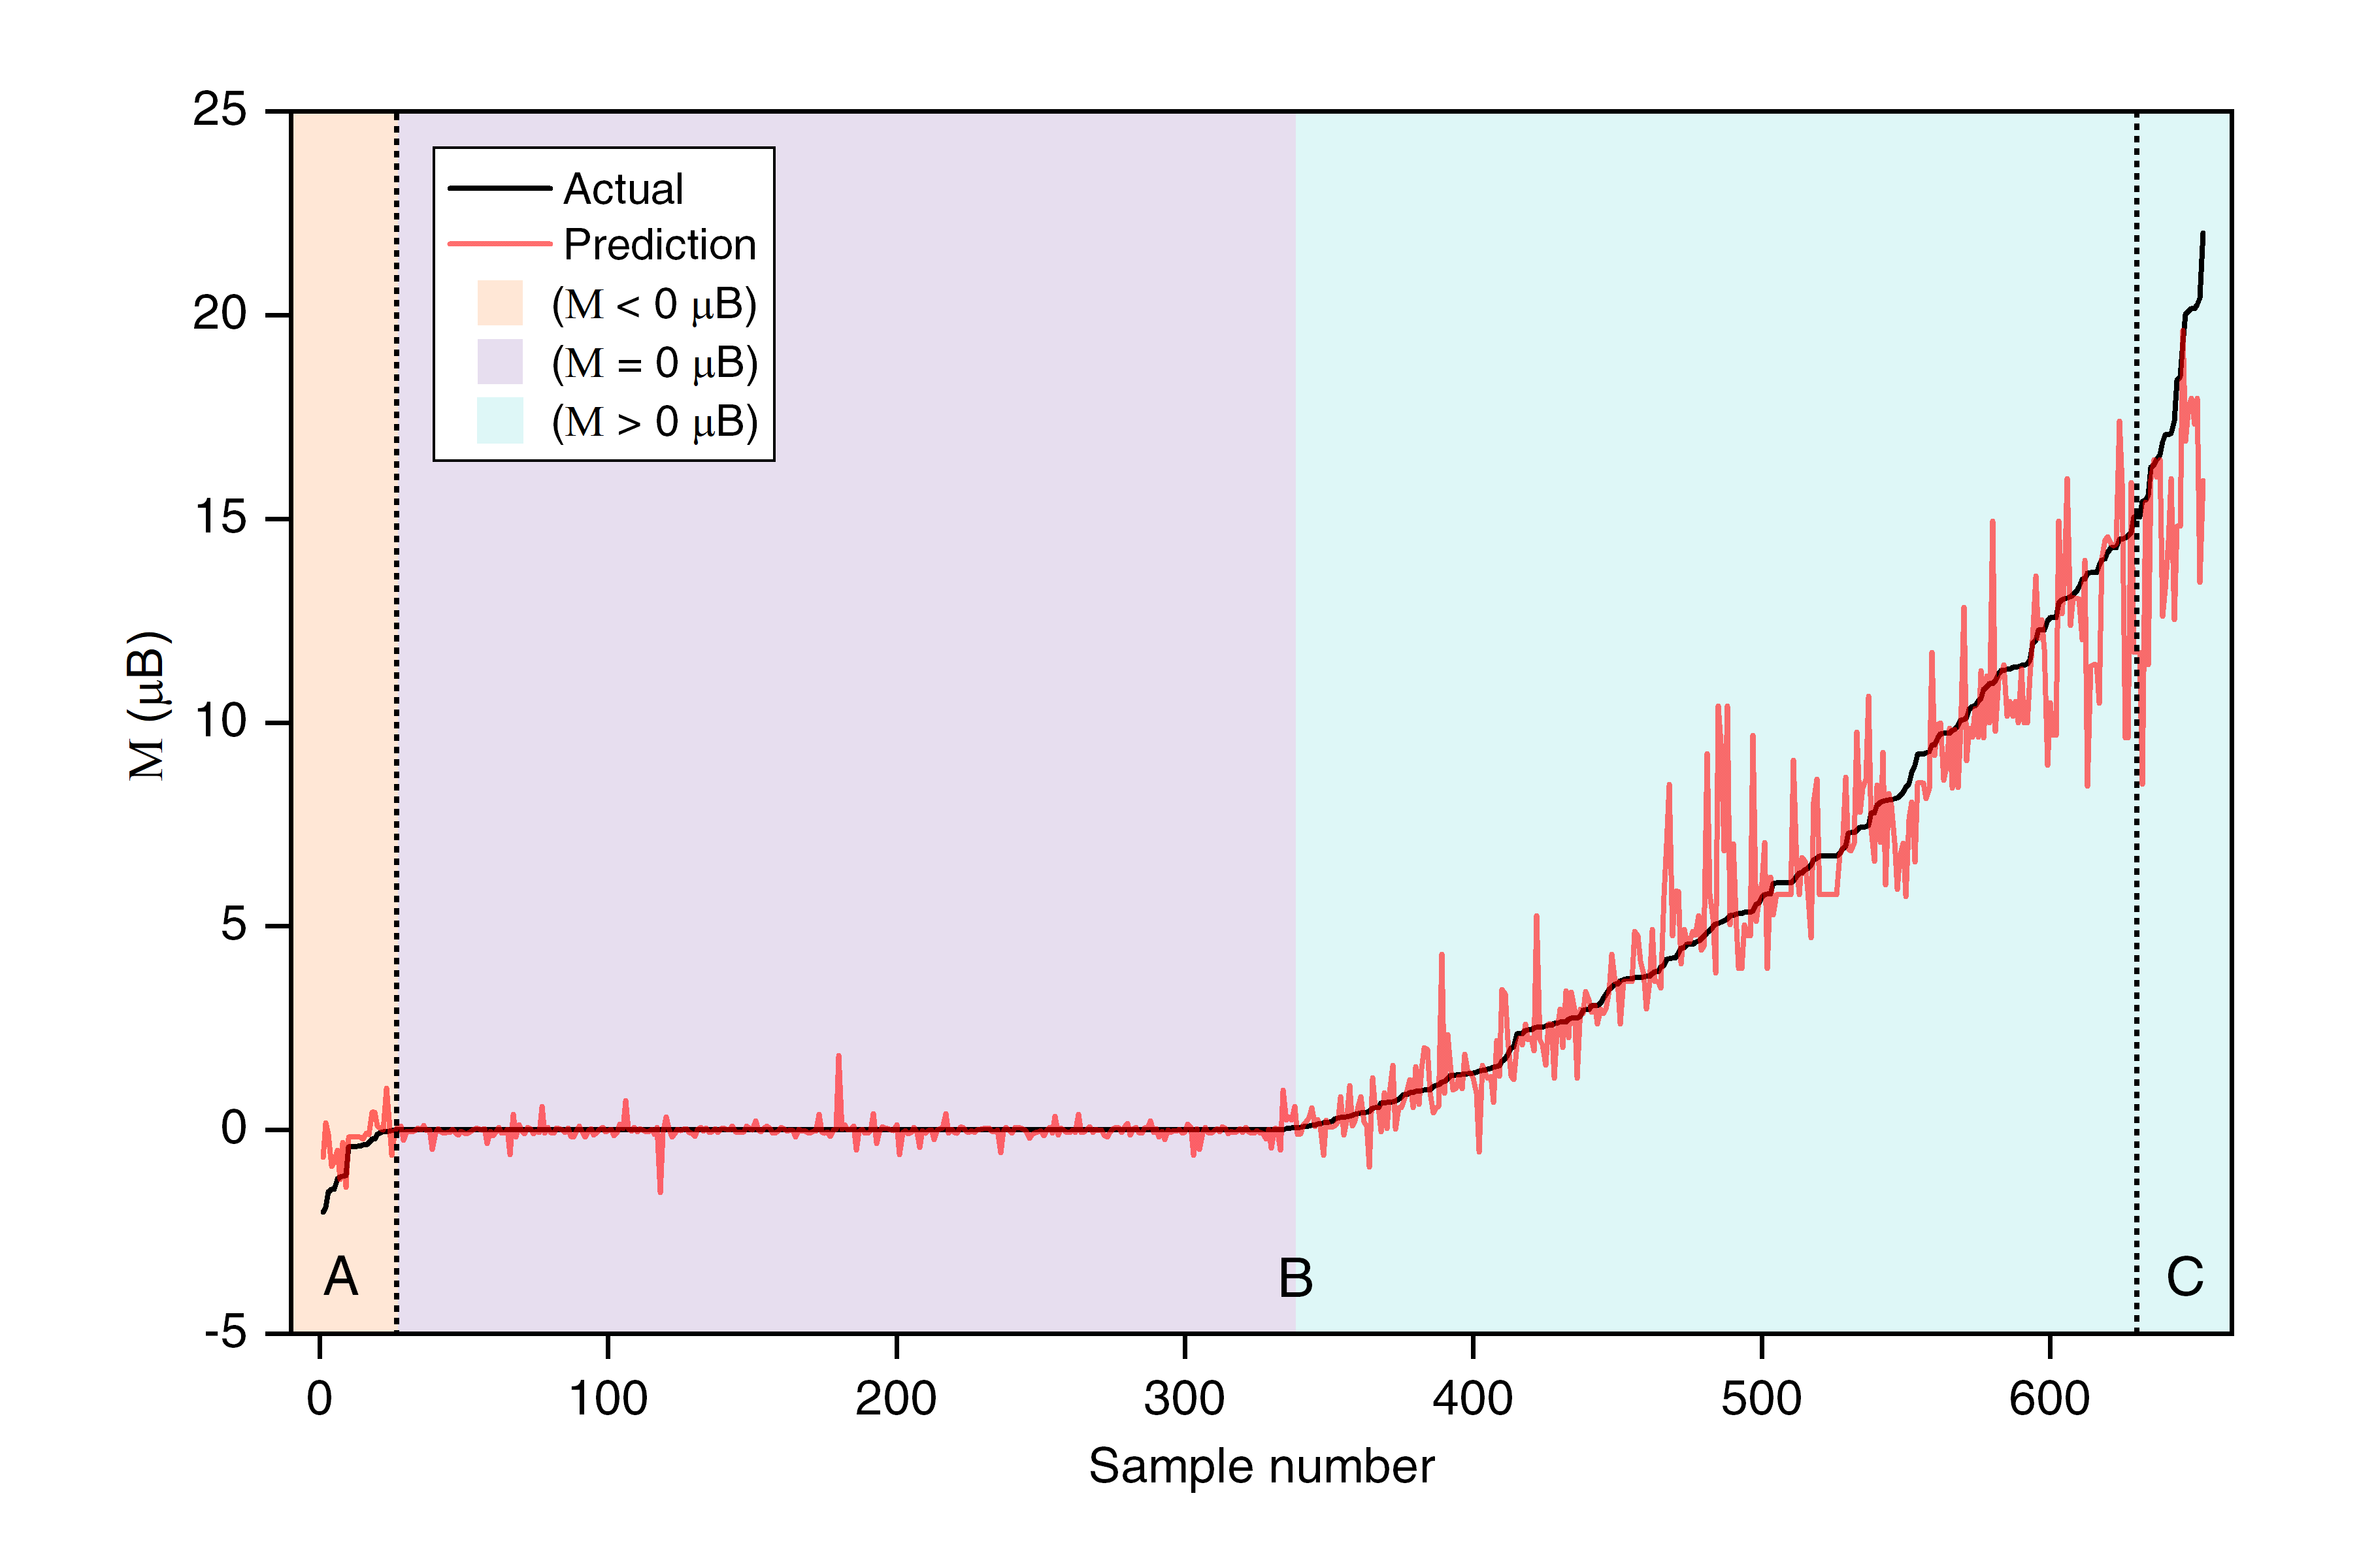 25
20
15
10
5
0
-5
M (μB)
Actual
Prediction
(M < 0 μB)
(M = 0 μB)
(M > 0 μB)
A
B
C
0 100 200 300 400 500 600
Sample number